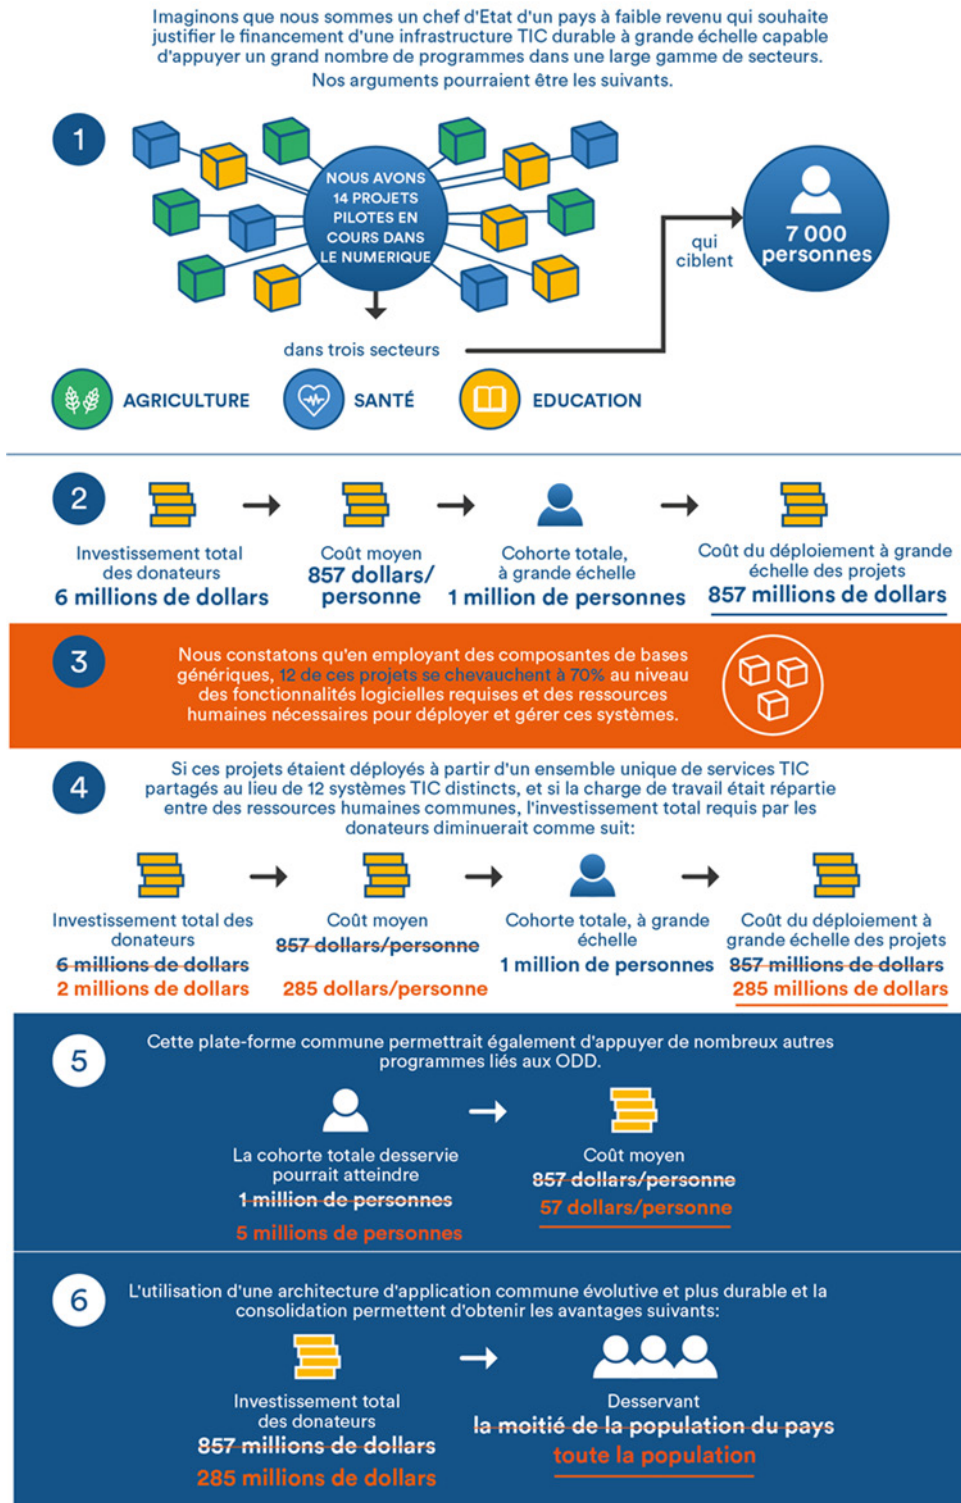 Imaginons que nous sommes un chef d'Etat d'un pays à faible revenu qui souhaite
justifier le financement d'une infrastructure TIC durable à grande échelle capable
d'appuyer un grand nombre de programmes dans une large gamme de secteurs.
Nos arguments pourraient être les suivants.
1
NOUS AVONS
14 PROJETS
PILOTES EN
COURS DANS
LE NUMERIQUE
qui
ciblent
7 000
personnes
dans trois secteurs
AGRICULTURE
SANTÉ
EDUCATION
2
Investissement total
des donateurs
6 millions de dollars
Coût moyen
857 dollars/
personne
Cohorte totale,
à grande échelle
1 million de personnes
Coût du déploiement à grande
échelle des projets
857 millions de dollars
3
Nous constatons qu'en employant des composantes de bases
génériques, 12 de ces projets se chevauchent à 70% au niveau
des fonctionnalités logicielles requises et des ressources
humaines nécessaires pour déployer et gérer ces systèmes.
4
Si ces projets étaient déployés à partir d'un ensemble unique de services TIC
partagés au lieu de 12 systèmes TIC distincts, et si la charge de travail était répartie
entre des ressources humaines communes, l'investissement total requis par les
donateurs diminuerait comme suit:
Investissement total des
donateurs
6 millions de dollars
2 millions de dollars
Coût moyen
857 dollars/personne
285 dollars/personne
Cohorte totale, à grande
échelle
1 million de personnes
Coût du déploiement à
grande échelle des projets
857 millions de dollars
285 millions de dollars
5
Cette plate-forme commune permettrait également d'appuyer de nombreux autres
programmes liés aux ODD.
La cohorte totale desservie
pourrait atteindre
1 million de personnes
5 millions de personnes
Coût moyen
857 dollars/personne
57 dollars/personne
6
L'utilisation d'une architecture d'application commune évolutive et plus durable et la
consolidation permettent d'obtenir les avantages suivants:
Investissement total
des donateurs
857 millions de dollars
285 millions de dollars
Desservant
la moitié de la population du pays
toute la population